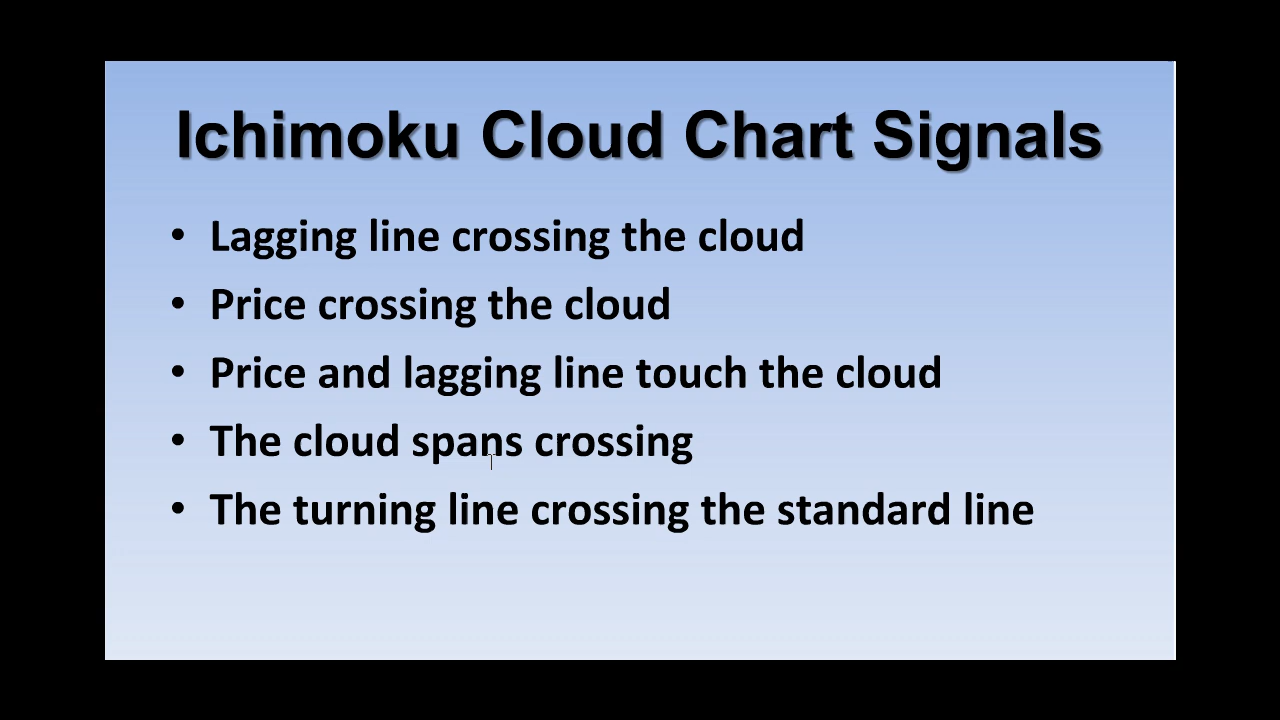 Ichimoku Cloud Chart Signals
• Lagging line crossing the cloud
• Price crossing the cloud
• Price and lagging line touch the cloud
• The cloud spans crossing
• The turning line crossing the standard line